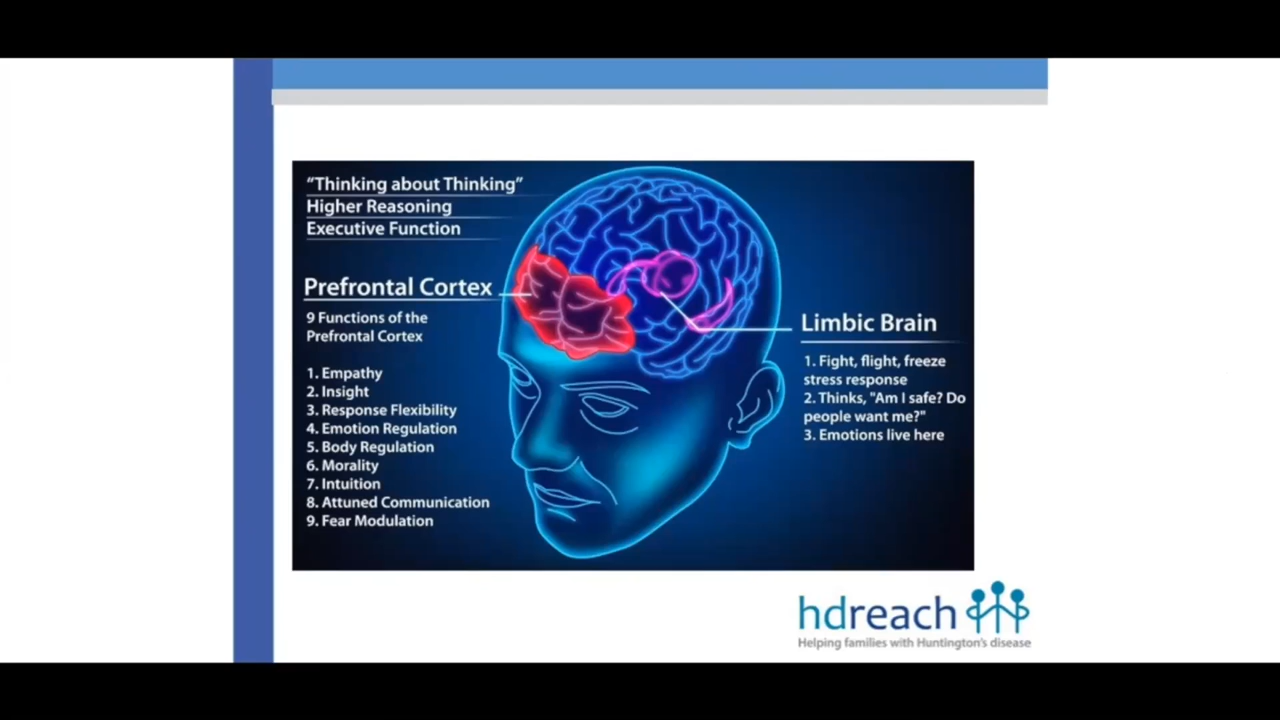 “Thinking about Thinking”
Higher Reasoning
Executive Function
Prefrontal Cortex
9 Functions of the
Prefrontal Cortex
1. Empathy
2. Insight
3. Response Flexibility
4. Emotion Regulation
5. Body Regulation
6. Morality
7. Intuition
8. Attuned Communication
9. Fear Modulation
Limbic Brain
1. Fight, flight, freeze
stress response
2. Thinks, "Am I safe? Do
people want me?"
3. Emotions live here
hdreach
Helping families with Huntington's disease